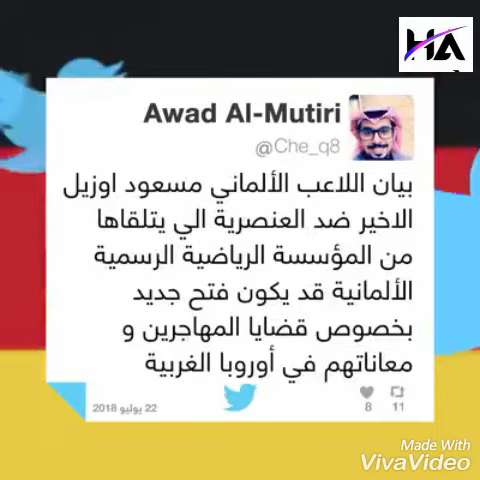 HA
Awad Al-Mutiri
@Che_q8
بيان اللاعب الألماني مسعود اوزيل
الاخير ضد العنصرية الي يتلقاها
من المؤسسة الرياضية الرسمية
الألمانية قد يكون فتح جديد
بخصوص قضايا المهاجرين و
معاناتهم في أوروبا الغربية
22 يوليو 2018
8
11
Made With
VivaVideo